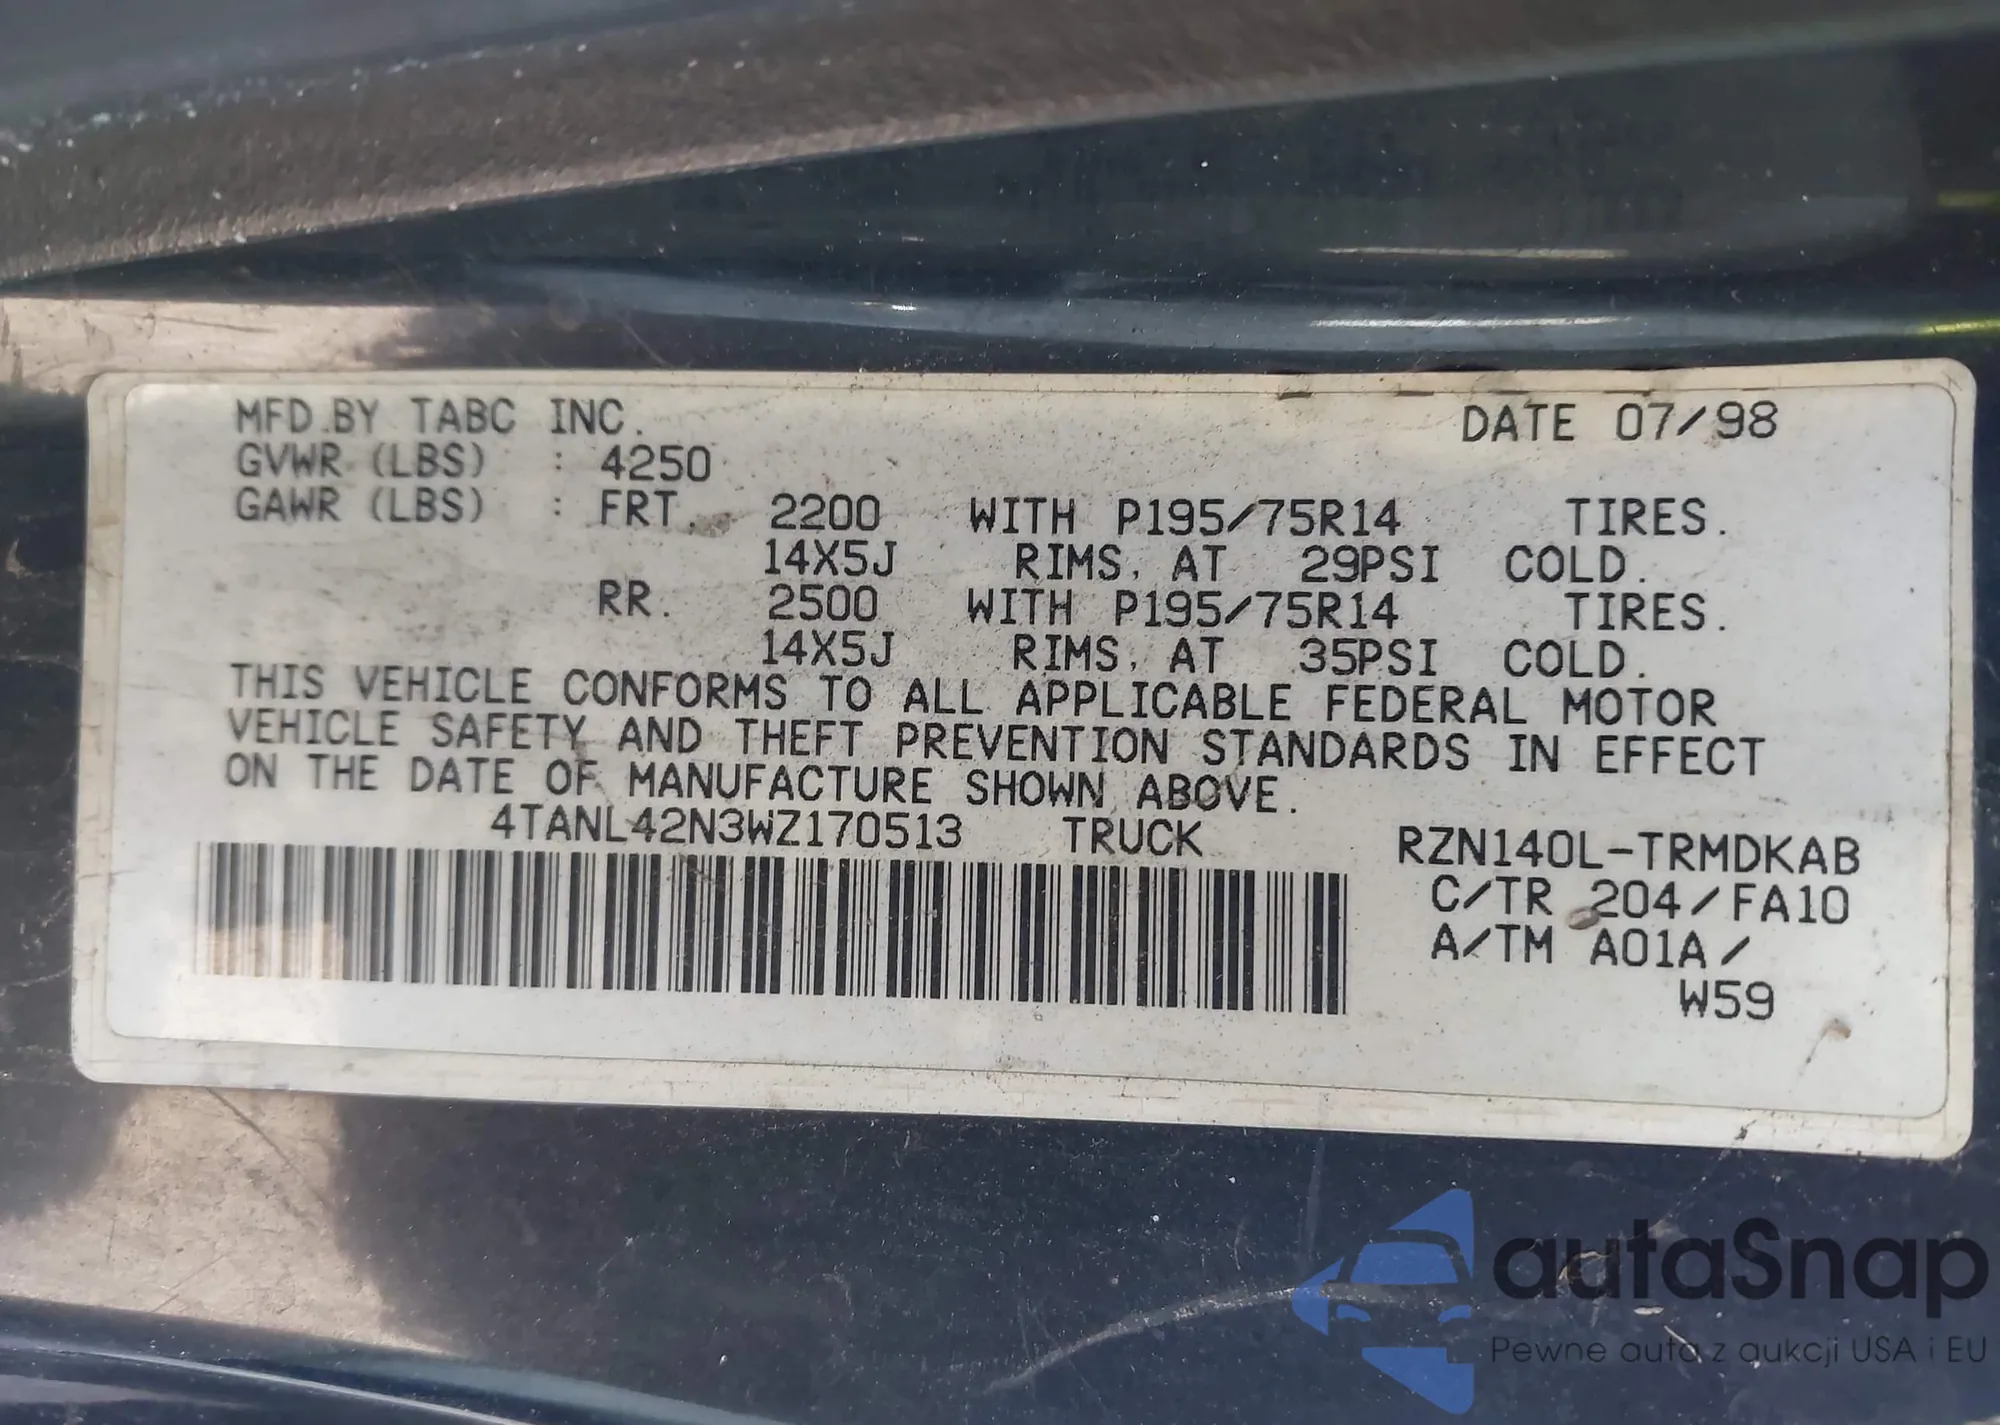 MFD.BY TABC INC. DATE 07/98
GVWR (LBS) : 4250
GAWR (LBS) : FRT. 2200 WITH P195/75R14 TIRES.
14X5J RIMS, AT 29PSI COLD.
RR. 2500 WITH P195/75R14 TIRES.
14X5J RIMS, AT 35PSI COLD.
THIS VEHICLE CONFORMS TO ALL APPLICABLE FEDERAL MOTOR
VEHICLE SAFETY AND THEFT PREVENTION STANDARDS IN EFFECT
ON THE DATE OF MANUFACTURE SHOWN ABOVE.
4TANL42N3WZ170513 TRUCK RZN140L-TRMDKAB
C/TR 204/FA10
A/TM A01A/
W59
autaSnap
Pewne auta z aukcji USA i EU